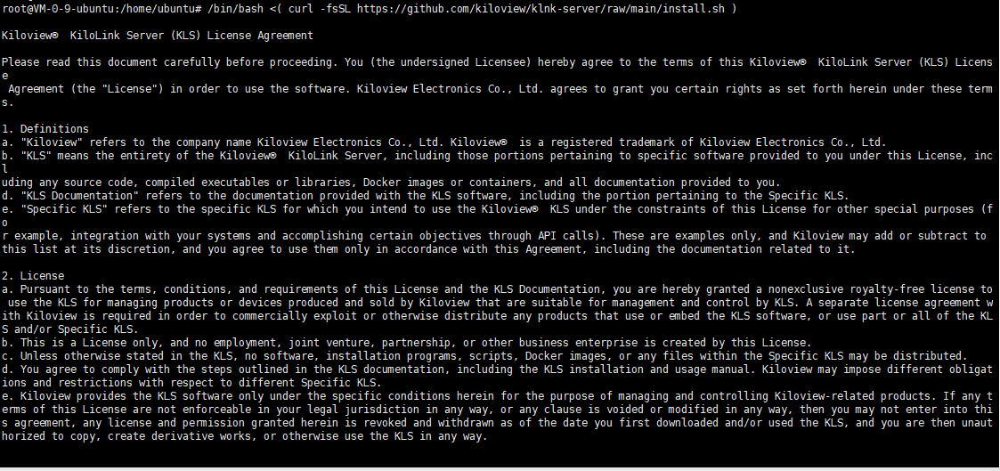 root@VM-0-9-ubuntu:/home/ubuntu# /bin/bash <( curl -fsSL https://github.com/kiloview/klnk-server/raw/main/install.sh )
Kiloview®  KiloLink Server (KLS) License Agreement
Please read this document carefully before proceeding. You (the undersigned Licensee) hereby agree to the terms of this Kiloview®  KiloLink Server (KLS) Licens
e
 Agreement (the "License") in order to use the software. Kiloview Electronics Co., Ltd. agrees to grant you certain rights as set forth herein under these term
s.
1. Definitions
a. "Kiloview" refers to the company name Kiloview Electronics Co., Ltd. Kiloview®  is a registered trademark of Kiloview Electronics Co., Ltd.
b. "KLS" means the entirety of the Kiloview®  KiloLink Server, including those portions pertaining to specific software provided to you under this License, inc
l
uding any source code, compiled executables or libraries, Docker images or containers, and all documentation provided to you.
d. "KLS Documentation" refers to the documentation provided with the KLS software, including the portion pertaining to the Specific KLS.
e. "Specific KLS" refers to the specific KLS for which you intend to use the Kiloview®  KLS under the constraints of this License for other special purposes (f
o
r example, integration with your systems and accomplishing certain objectives through API calls). These are examples only, and Kiloview may add or subtract to
this list at its discretion, and you agree to use them only in accordance with this Agreement, including the documentation related to it.
2. License
a. Pursuant to the terms, conditions, and requirements of this License and the KLS Documentation, you are hereby granted a nonexclusive royalty-free license to
 use the KLS for managing products or devices produced and sold by Kiloview that are suitable for management and control by KLS. A separate license agreement w
ith Kiloview is required in order to commercially exploit or otherwise distribute any products that use or embed the KLS software, or use part or all of the KL
S and/or Specific KLS.
b. This is a License only, and no employment, joint venture, partnership, or other business enterprise is created by this License.
c. Unless otherwise stated in the KLS, no software, installation programs, scripts, Docker images, or any files within the Specific KLS may be distributed.
d. You agree to comply with the steps outlined in the KLS documentation, including the KLS installation and usage manual. Kiloview may impose different obligat
ions and restrictions with respect to different Specific KLS.
e. Kiloview provides the KLS software only under the specific conditions herein for the purpose of managing and controlling Kiloview-related products. If any t
erms of this License are not enforceable in your legal jurisdiction in any way, or any clause is voided or modified in any way, then you may not enter into thi
s agreement, any license and permission granted herein is revoked and withdrawn as of the date you first downloaded and/or used the KLS, and you are then unaut
horized to copy, create derivative works, or otherwise use the KLS in any way.